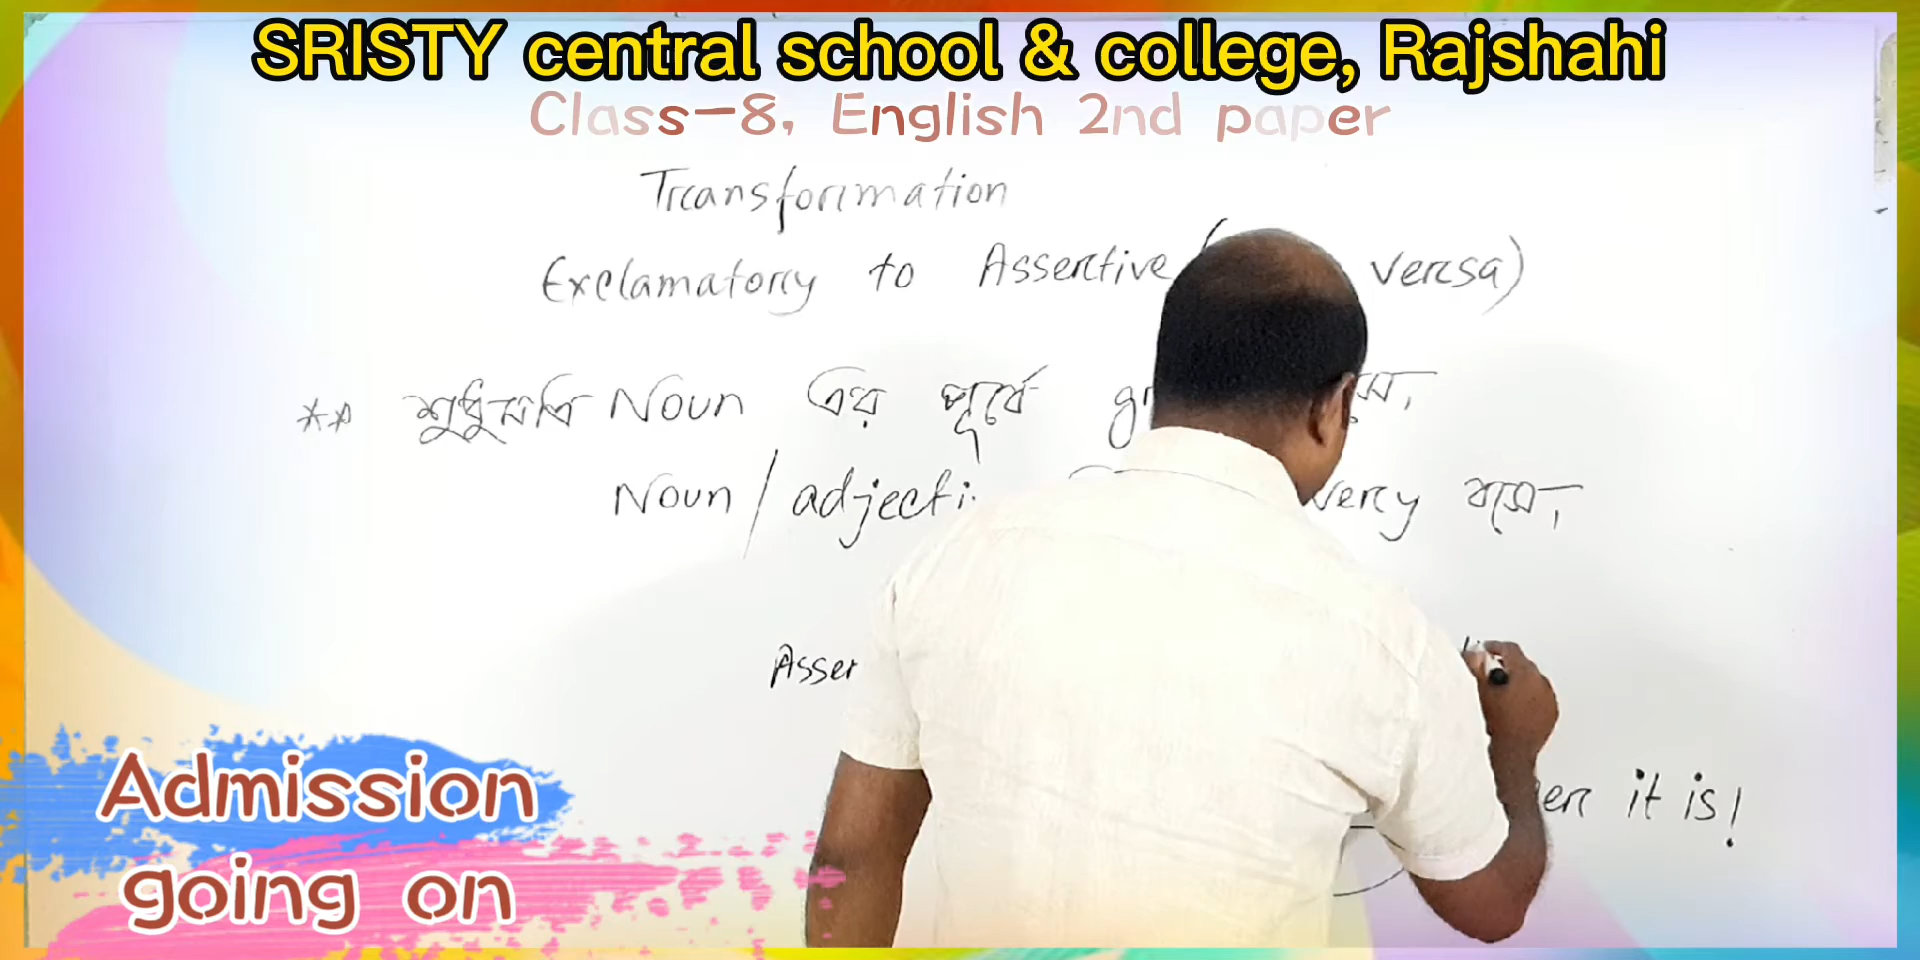 SRISTY central school & college, Rajshahi
Class-8, English 2nd paper
Transformation
Exclamatory to Assertive ( versa)
** শুধুমাত্র Noun এর পূর্বে
Noun / adjecti very বসে,
Asser
it is!
Admission
going on